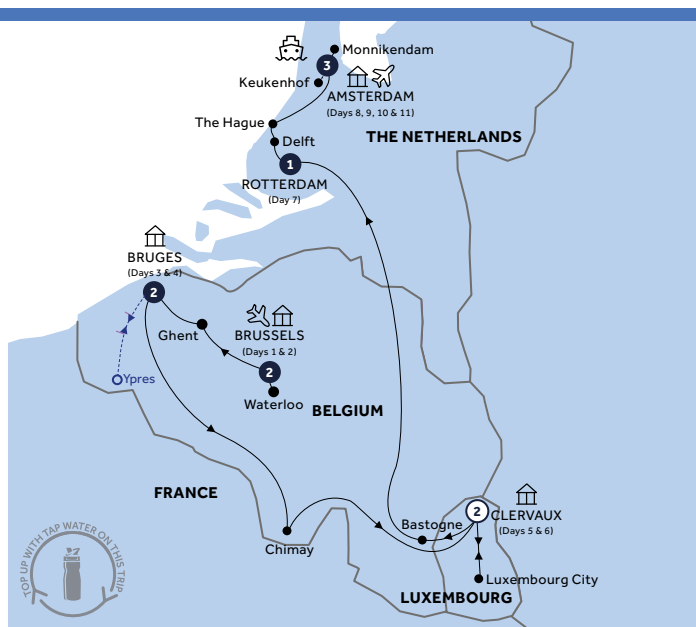 Monnikendam
3
Keukenhof
AMSTERDAM
(Days 8, 9, 10 & 11)
The Hague
THE NETHERLANDS
Delft
1
ROTTERDAM
(Day 7)
BRUGES
(Days 3 & 4)
2
Ghent
BRUSSELS
(Days 1 & 2)
2
Ypres
Waterloo
BELGIUM
FRANCE
2
CLERVAUX
(Days 5 & 6)
Bastogne
Chimay
Luxembourg City
LUXEMBOURG
TOP UP WITH TAP WATER ON THIS TRIP